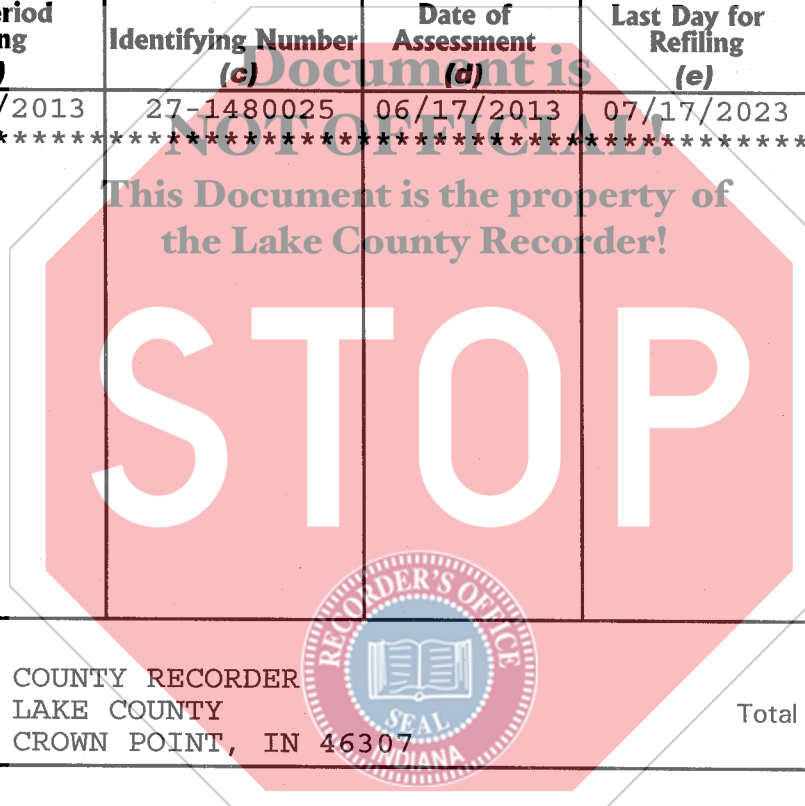 eriod
ng
Identifying Number
Date of
Assessment
Last Day for
Refiling
)
(c)
(d)
(e)
/2013 27-1480025 06/17/2013 07/17/2023
Document is
NOT OFFICIAL!
This Document is the property of
the Lake County Recorder!
STOP
RECORDER'S OFFICE
SEAL
INDIANA
COUNTY RECORDER
LAKE COUNTY
CROWN POINT, IN 46307
Total